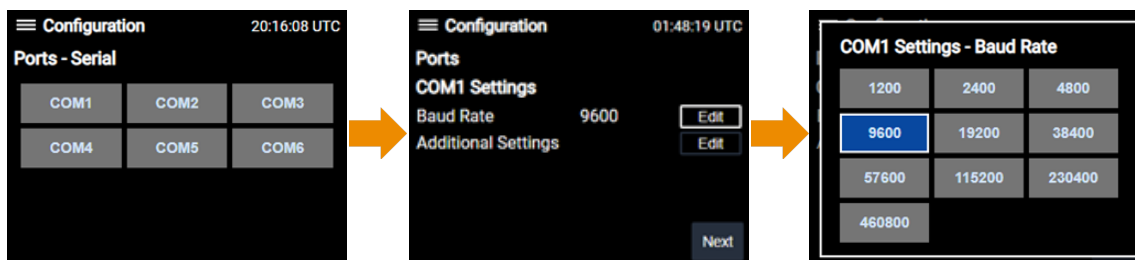 Configuration 20:16:08 UTC
Ports - Serial
COM1 COM2 COM3
COM4 COM5 COM6
Configuration 01:48:19 UTC
Ports
COM1 Settings
Baud Rate 9600 Edit
Additional Settings Edit
Next
COM1 Settings - Baud Rate
1200 2400 4800
9600 19200 38400
57600 115200 230400
460800